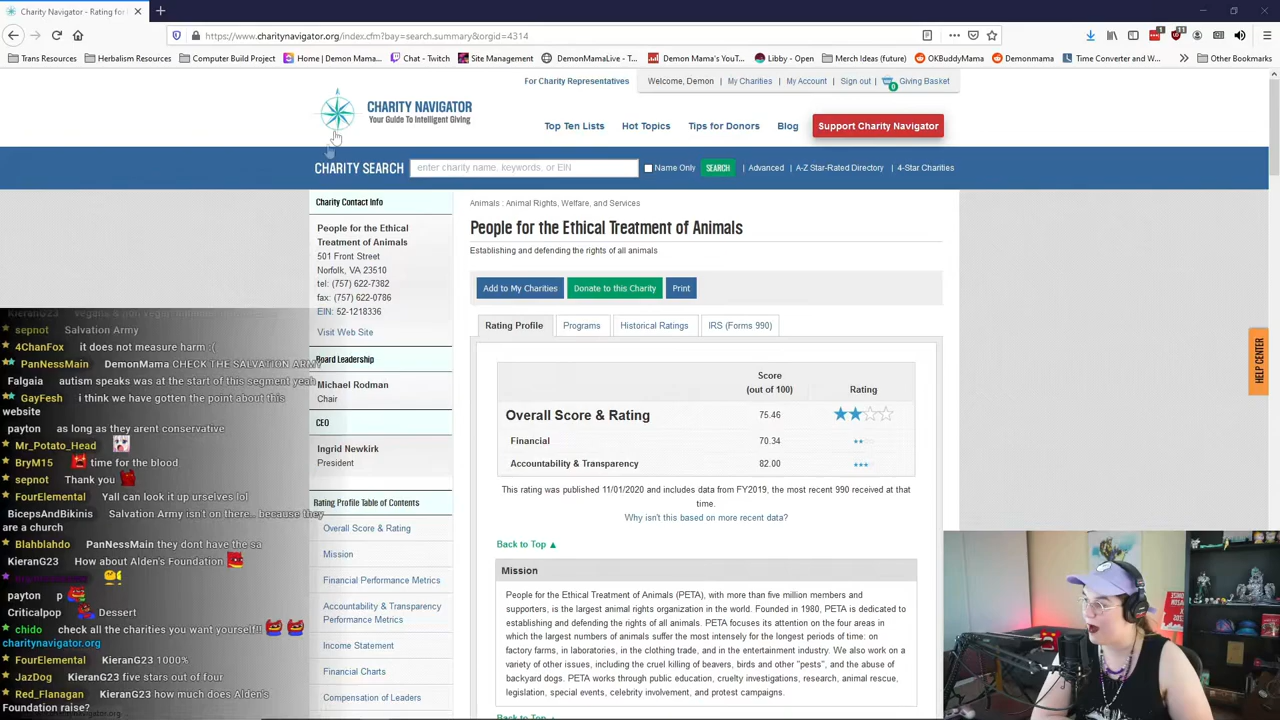 Charity Navigator - Rating for
https://www.charitynavigator.org/index.cfm?bay=search.summary&orgid=4314
Trans Resources
Herbalism Resources
Computer Build Project
Home | Demon Mama...
Chat - Twitch
Site Management
DemonMamaLive - T...
Demon Mama's YouT...
Libby - Open
Merch Ideas (future)
OKBuddyMama
Demonmama
Time Converter and W...
Other Bookmarks
For Charity Representatives
Welcome, Demon
My Charities
My Account
Sign out
0
Giving Basket
CHARITY NAVIGATOR
Your Guide To Intelligent Giving
Top Ten Lists
Hot Topics
Tips for Donors
Blog
Support Charity Navigator
CHARITY SEARCH
enter charity name, keywords, or EIN
Name Only
SEARCH
| Advanced
| A-Z Star-Rated Directory
| 4-Star Charities
Charity Contact Info
People for the Ethical
Treatment of Animals
501 Front Street
Norfolk, VA 23510
tel: (757) 622-7382
fax: (757) 622-0786
EIN: 52-1218336
Visit Web Site
Board Leadership
Michael Rodman
Chair
CEO
Ingrid Newkirk
President
Rating Profile Table of Contents
Overall Score & Rating
Mission
Financial Performance Metrics
Accountability & Transparency
Performance Metrics
Income Statement
Financial Charts
Compensation of Leaders
Animals : Animal Rights, Welfare, and Services
People for the Ethical Treatment of Animals
Establishing and defending the rights of all animals
Add to My Charities
Donate to this Charity
Print
Rating Profile
Programs
Historical Ratings
IRS (Forms 990)
Score
(out of 100)
Rating
Overall Score & Rating 75.46
Financial 70.34
Accountability & Transparency 82.00
This rating was published 11/01/2020 and includes data from FY2019, the most recent 990 received at that
time.
Why isn't this based on more recent data?
Back to Top ▲
Mission
People for the Ethical Treatment of Animals (PETA), with more than five million members and
supporters, is the largest animal rights organization in the world. Founded in 1980, PETA is dedicated to
establishing and defending the rights of all animals. PETA focuses its attention on the four areas in
which the largest numbers of animals suffer the most intensely for the longest periods of time: on
factory farms, in laboratories, in the clothing trade, and in the entertainment industry. We also work on a
variety of other issues, including the cruel killing of beavers, birds and other "pests", and the abuse of
backyard dogs. PETA works through public education, cruelty investigations, research, animal rescue,
legislation, special events, celebrity involvement, and protest campaigns.
Back to Top
HELP CENTER
sepnot Salvation Army
4ChanFox it does not measure harm :(
PanNessMain DemonMama CHECK THE SALVATION ARMY
Falgaia autism speaks was at the start of this segment yeah
GayFesh i think we have gotten the point about this
website
payton as long as they arent conservative
Mr_Potato_Head
BryM15 time for the blood
sepnot Thank you
FourElemental Yall can look it up urselves lol
BicepsAndBikinis Salvation Army isn't on there.. because they
are a church
Blahblahdo PanNessMain they dont have the sa
KieranG23 How about Alden's Foundation
payton p
Criticalpop Dessert
chido check all the charities you want yourself!!
charitynavigator.org
FourElemental KieranG23 1000%
JazDog KieranG23 five stars out of four
Red_Flanagan KieranG23 how much does Alden's
Foundation raise?